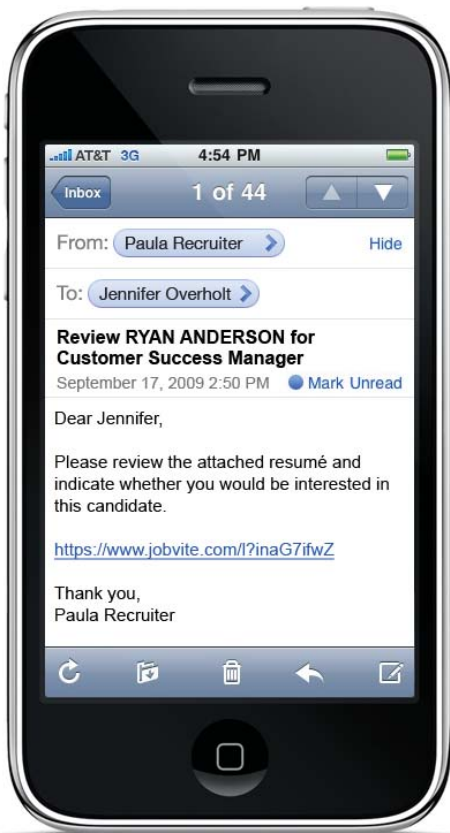 AT&T 3G 4:54 PM
Inbox 1 of 44
From: Paula Recruiter Hide
To: Jennifer Overholt
Review RYAN ANDERSON for
Customer Success Manager
September 17, 2009 2:50 PM Mark Unread
Dear Jennifer,
Please review the attached resumé and
indicate whether you would be interested in
this candidate.
https://www.jobvite.com/l?inaG7ifwZ
Thank you,
Paula Recruiter